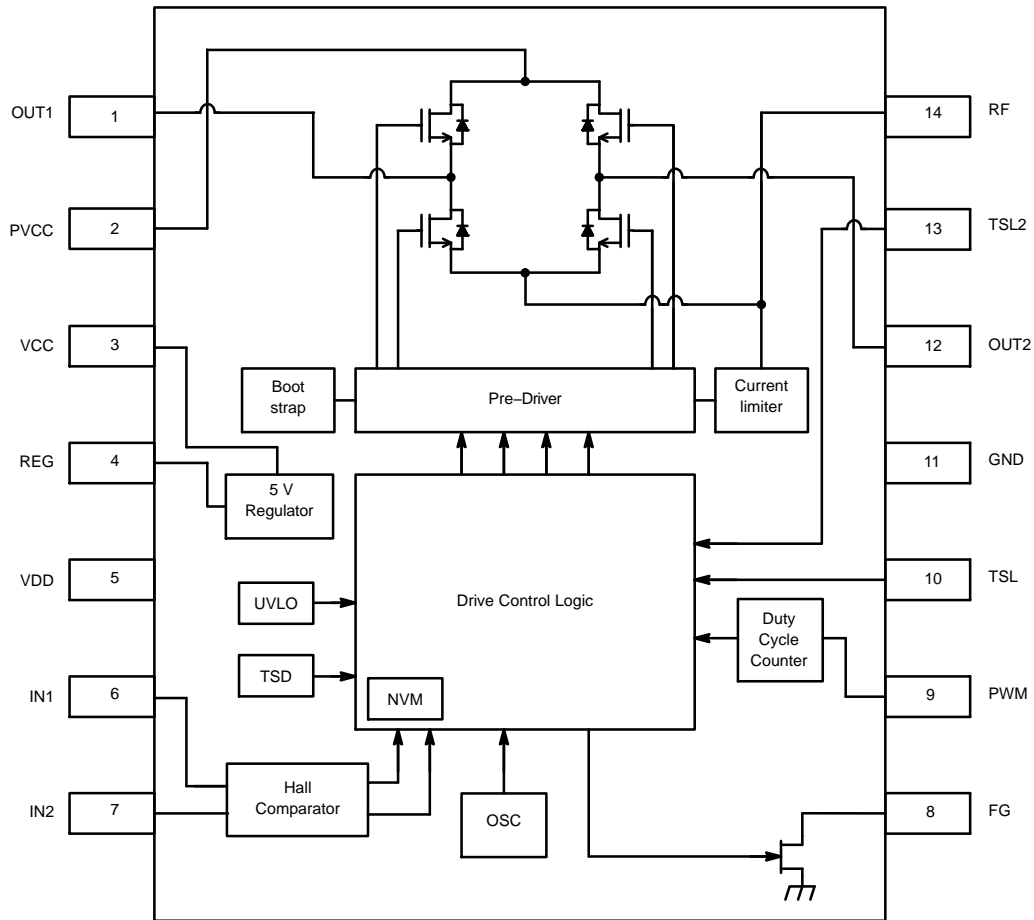 OUT1
1
PVCC
2
VCC
3
REG
4
VDD
5
IN1
6
IN2
7
14
RF
13
TSL2
12
OUT2
11
GND
10
TSL
9
PWM
8
FG
Boot
strap
Pre–Driver
Current
limiter
5 V
Regulator
UVLO
TSD
Drive Control Logic
NVM
Duty
Cycle
Counter
Hall
Comparator
OSC